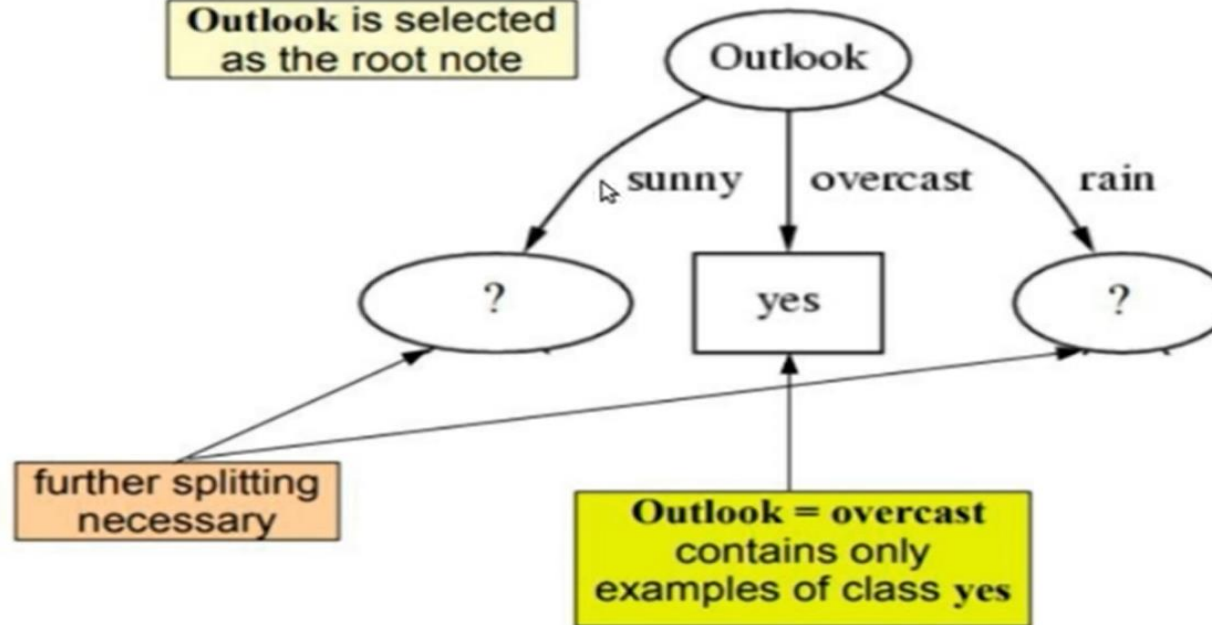 Outlook is selected
as the root note
Outlook
sunny
overcast
rain
?
yes
?
further splitting
necessary
Outlook = overcast
contains only
examples of class yes